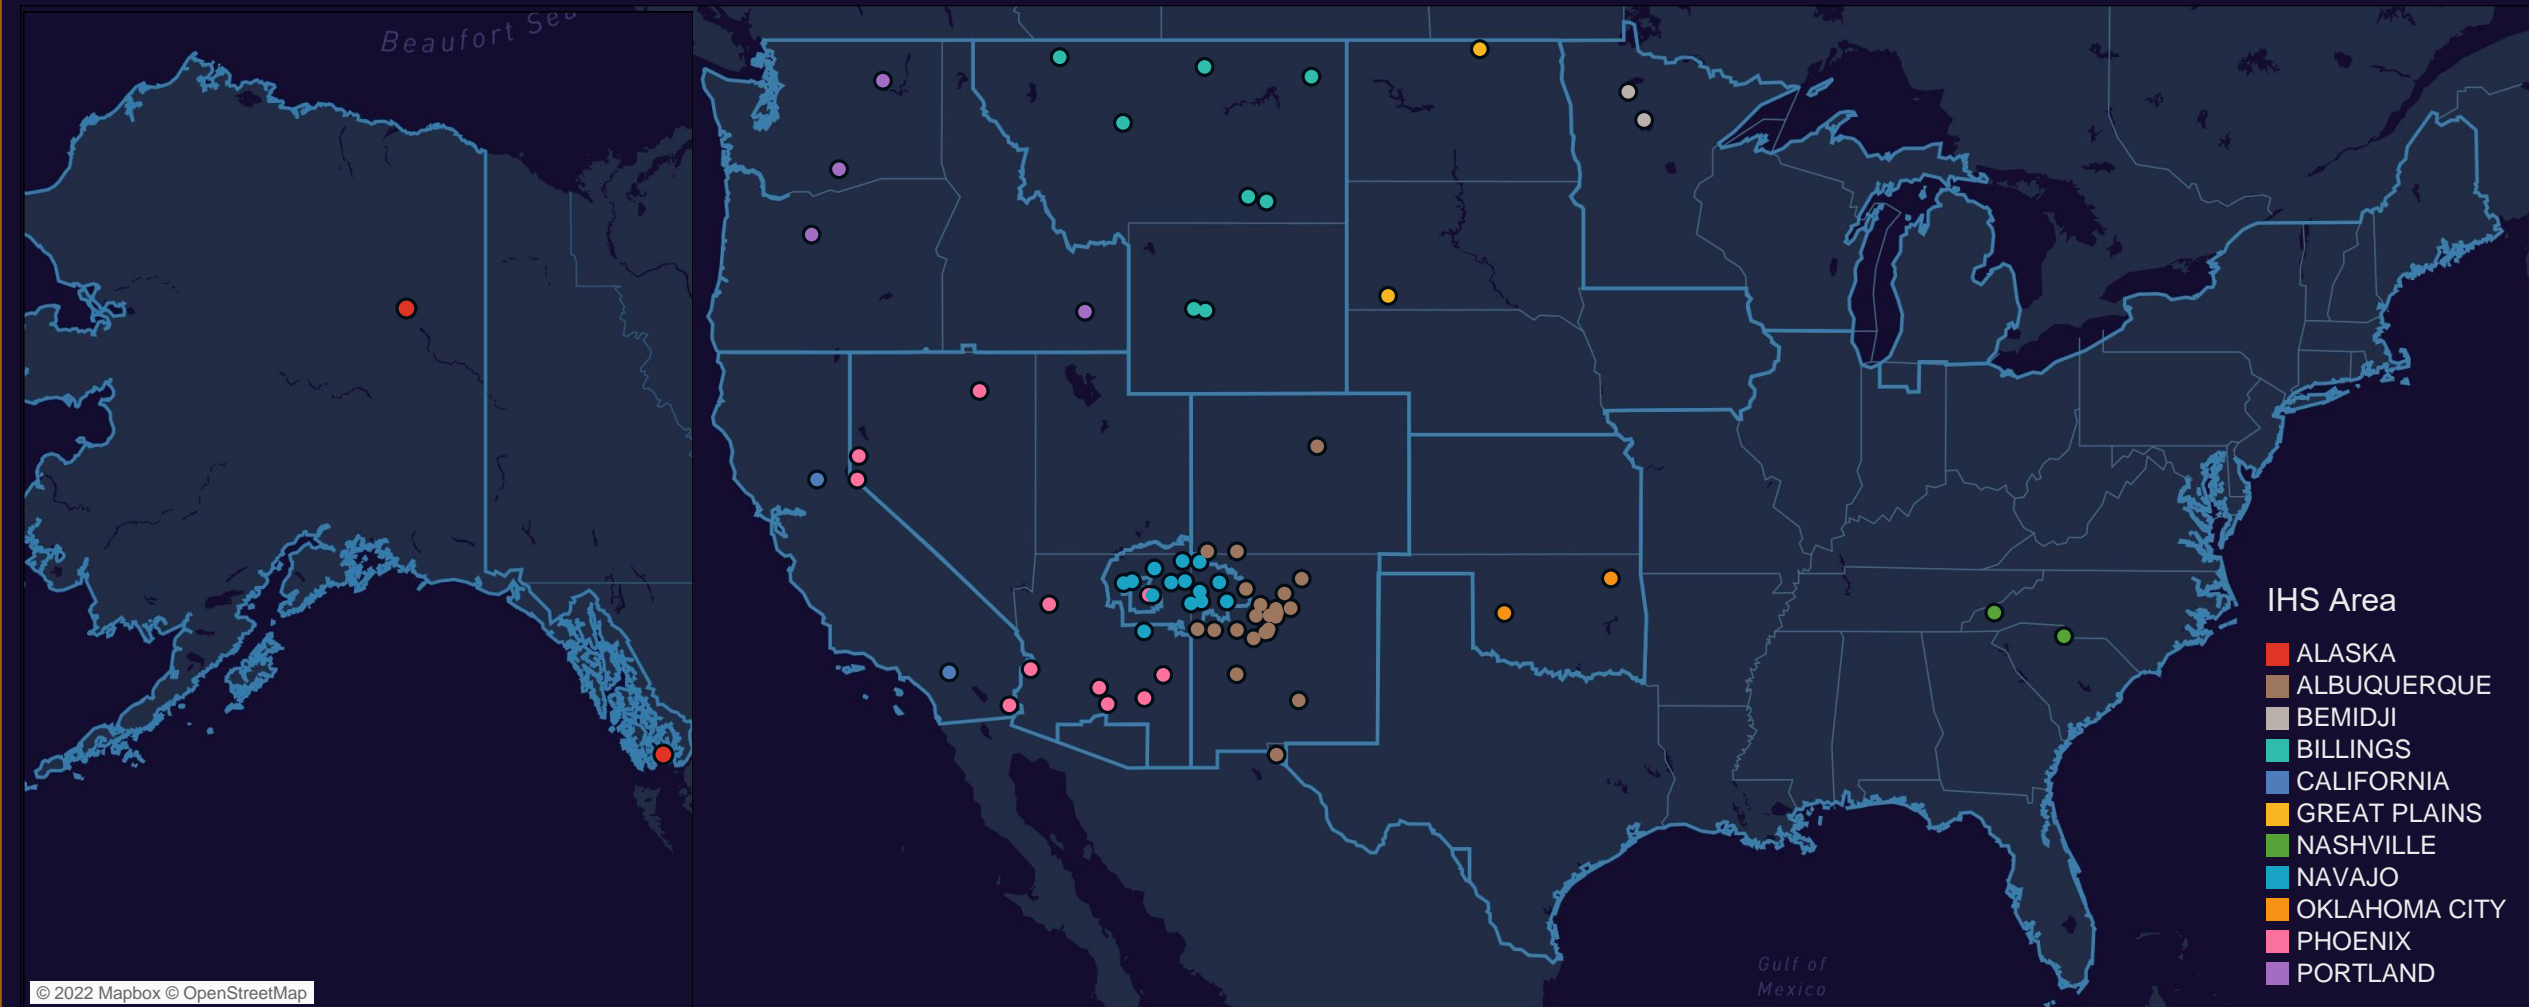 Beaufort Sea
IHS Area
ALASKA
ALBUQUERQUE
BEMIDJI
BILLINGS
CALIFORNIA
GREAT PLAINS
NASHVILLE
NAVAJO
OKLAHOMA CITY
PHOENIX
PORTLAND
Gulf of
Mexico
© 2022 Mapbox © OpenStreetMap